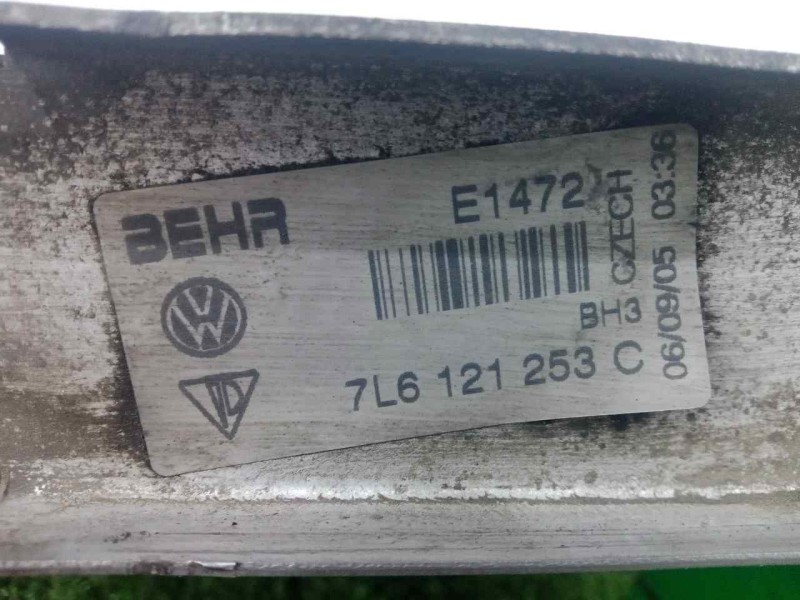 BEHR
E1472
CZECH
06/09/05 03:36
BH3
7L6 121 253 C